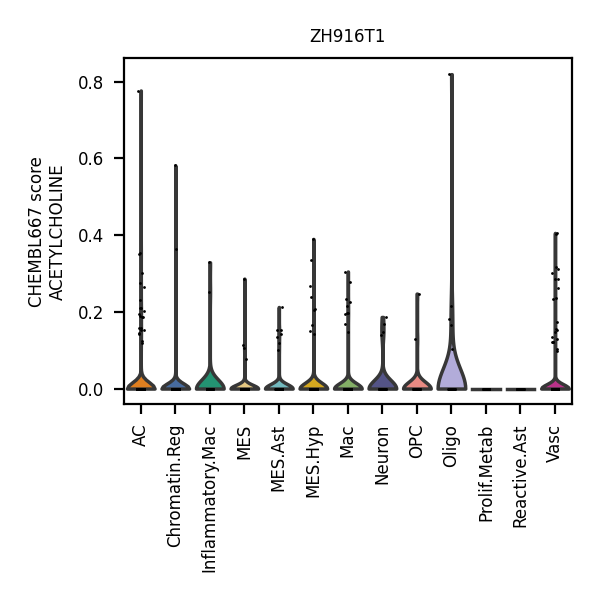 ZH916T1
CHEMBL667 score
ACETYLCHOLINE
0.8
0.6
0.4
0.2
0.0
AC
Chromatin.Reg
Inflammatory.Mac
MES
MES.Ast
MES.Hyp
Mac
Neuron
OPC
Oligo
Prolif.Metab
Reactive.Ast
Vasc